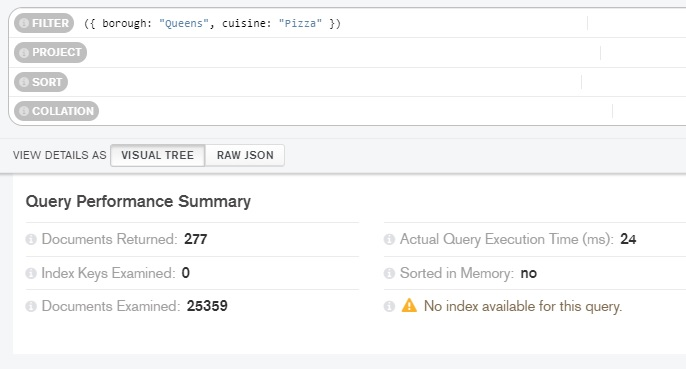 FILTER ({ borough: "Queens", cuisine: "Pizza" })
PROJECT
SORT
COLLATION
VIEW DETAILS AS VISUAL TREE RAW JSON
Query Performance Summary
Documents Returned: 277
Actual Query Execution Time (ms): 24
Index Keys Examined: 0
Sorted in Memory: no
Documents Examined: 25359
No index available for this query.